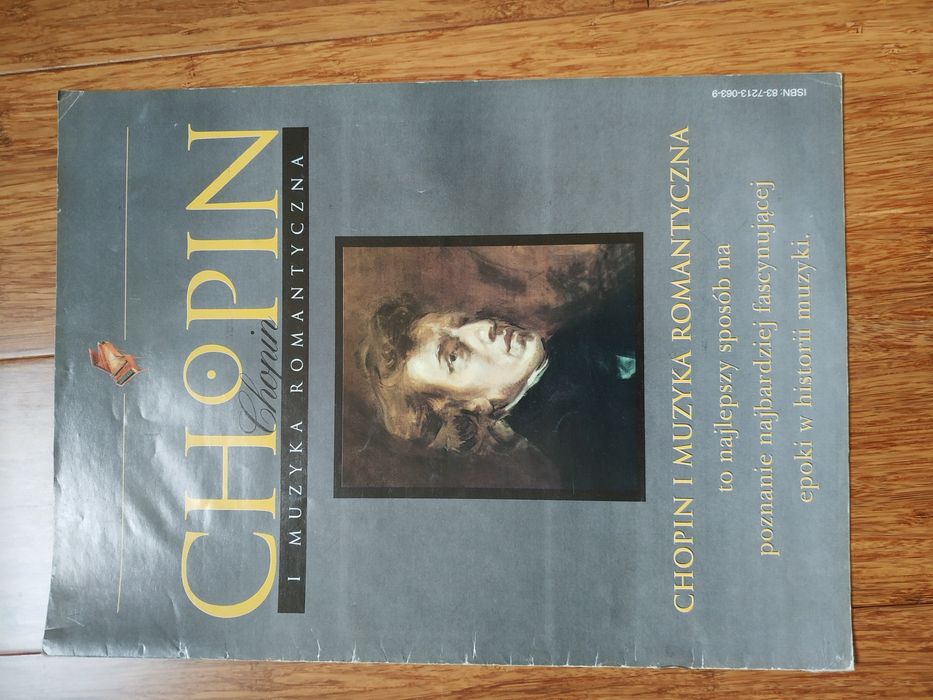 CHOPIN
Chopin
I MUZYKA ROMANTYCZNA
CHOPIN I MUZYKA ROMANTYCZNA
to najlepszy sposób na
poznanie najbardziej fascynującej
epoki w historii muzyki.
ISBN: 83-7213-063-9